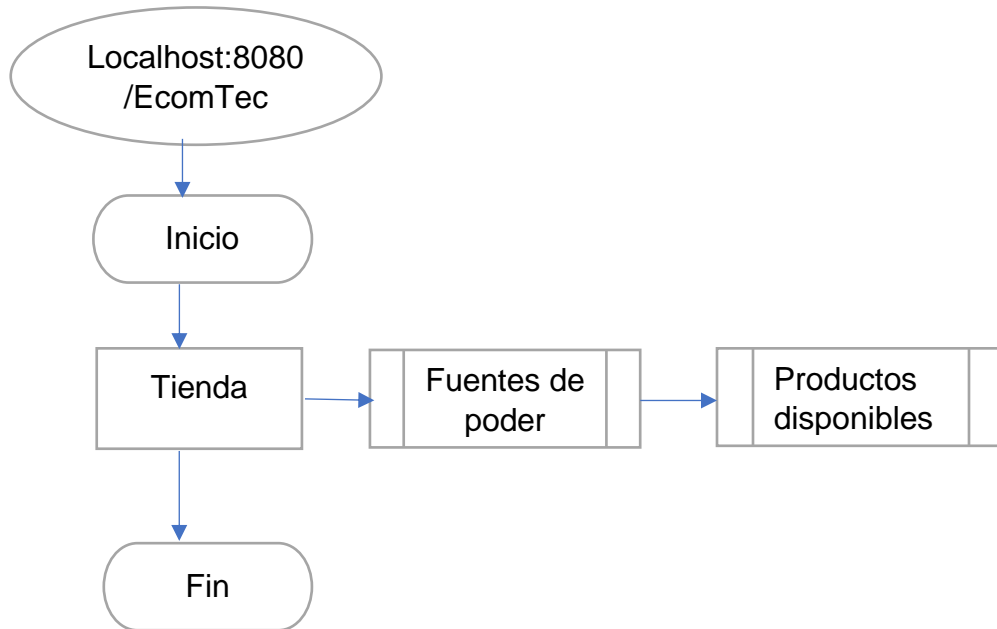 Localhost:8080
/EcomTec
Inicio
Tienda
Fuentes de
poder
Productos
disponibles
Fin